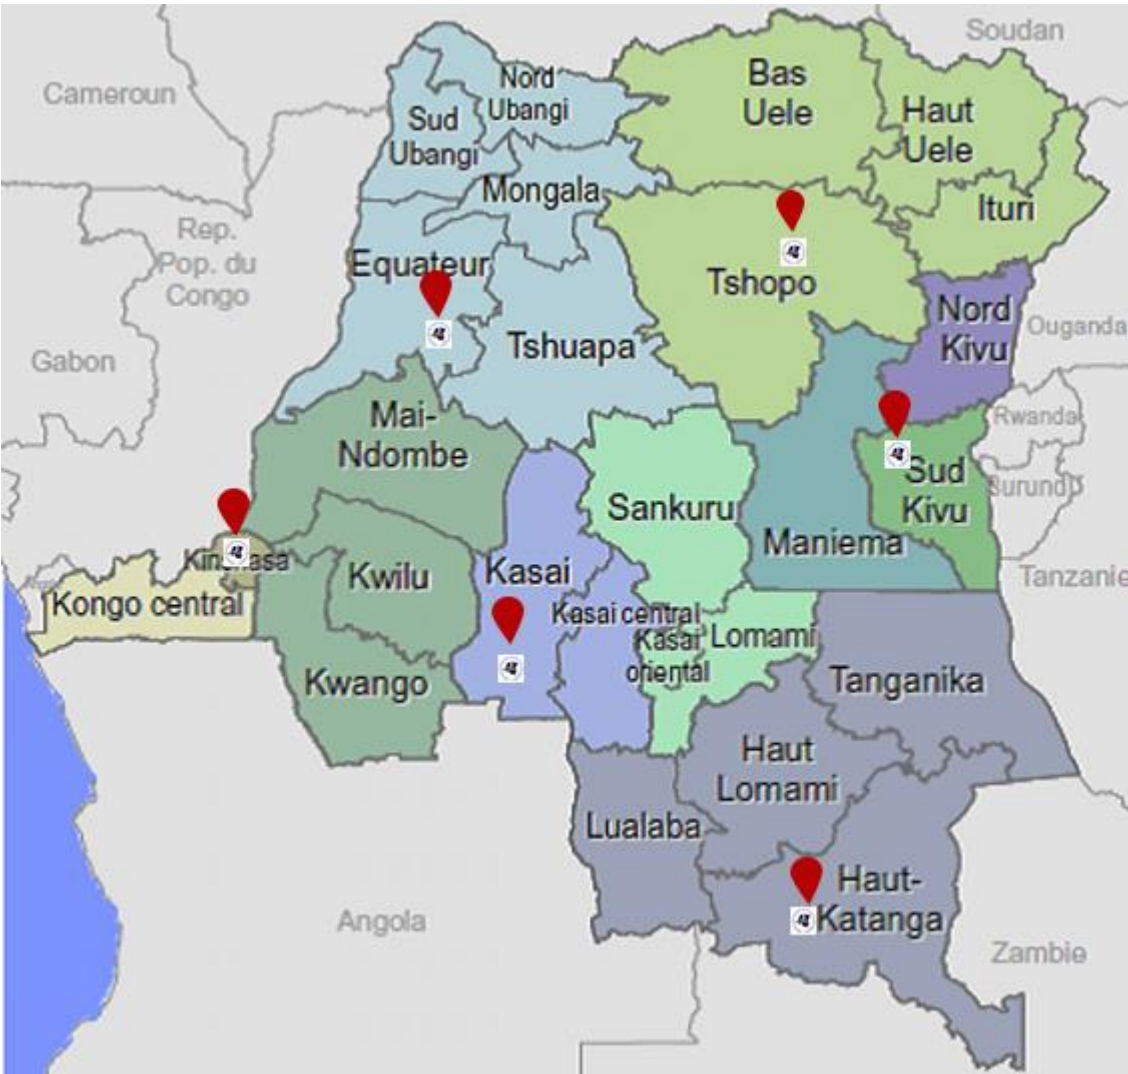 Soudan
Cameroun
Nord
Ubangi
Bas
Uele
Haut
Uele
Sud
Ubangi
Mongala
Ituri
Rep.
Pop. du
Congo
Equateur
Tshopo
Nord
Kivu
Ouganda
Gabon
Tshuapa
Mai-
Ndombe
Rwanda
Sud
Kivu
Sankuru
Maniema
Kwilu
Kasai
Tanzanie
Kongo central
Kasai central
Kasai
oriental
Lomami
Kwango
Tanganika
Haut
Lomami
Lualaba
Haut-
Katanga
Angola
Zambie